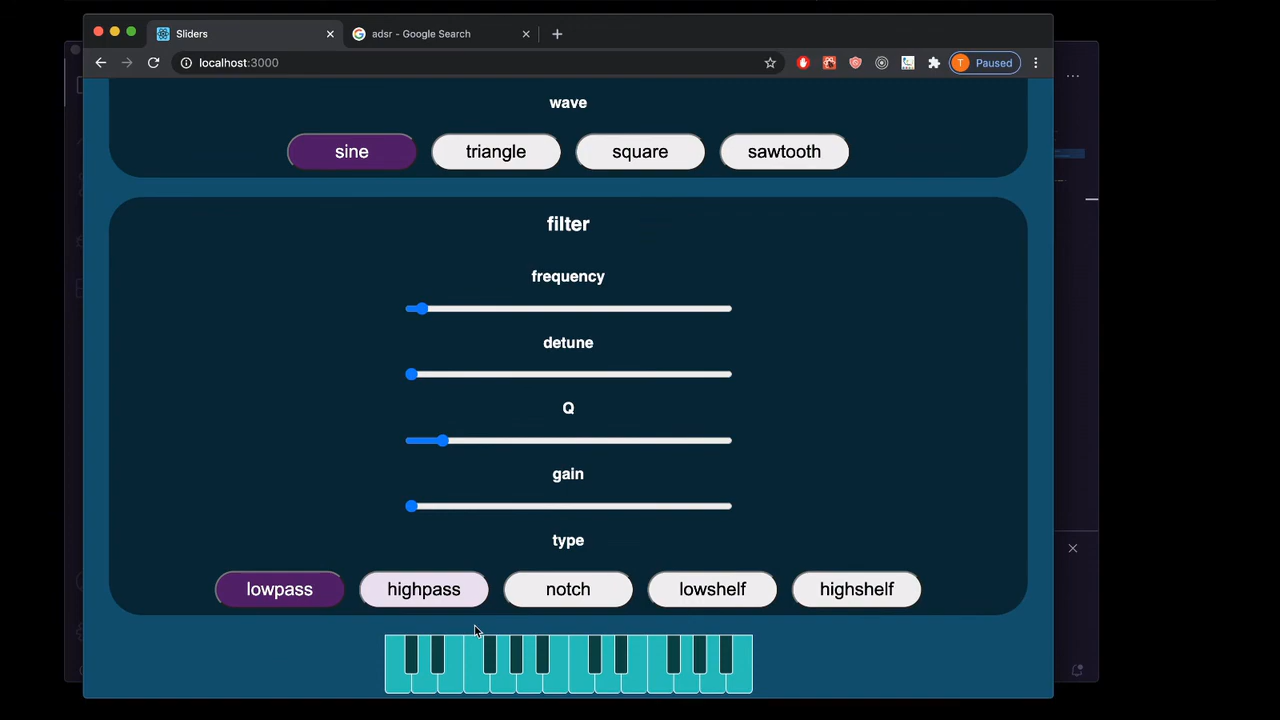 Sliders
adsr - Google Search
localhost:3000
T Paused
wave
sine triangle square sawtooth
filter
frequency
detune
Q
gain
type
lowpass highpass notch lowshelf highshelf